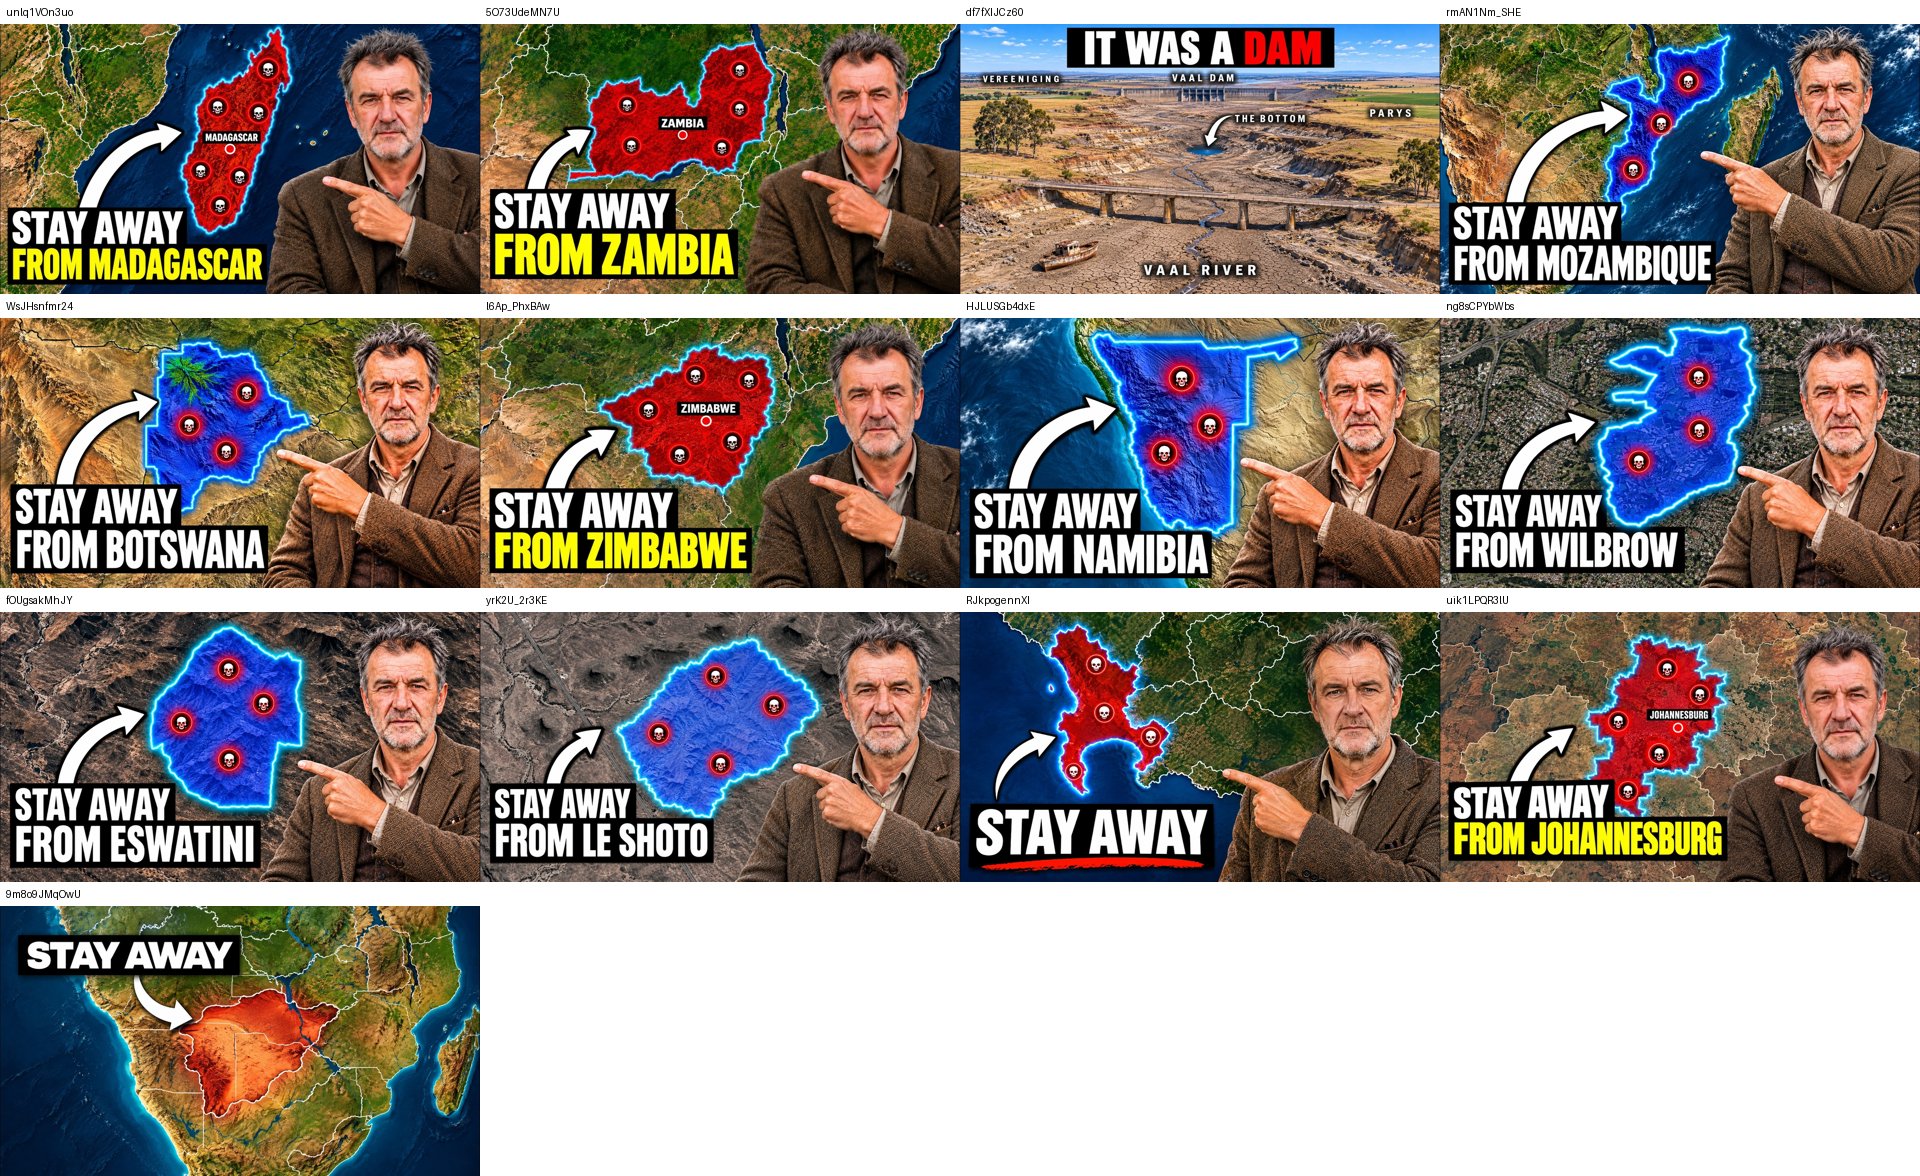 unlq1VOn3uo
5O73UdeMN7U
df7fXlJCz60
rmAN1Nm_SHE
MADAGASCAR
STAY AWAY
FROM MADAGASCAR
ZAMBIA
STAY AWAY
FROM ZAMBIA
IT WAS A DAM
VEREENIGING
VAAL DAM
THE BOTTOM
PARYS
VAAL RIVER
STAY AWAY
FROM MOZAMBIQUE
WsJHsnfmr24
l6Ap_PhxBAw
HJLUSGb4dxE
ng8sCPYbWbs
STAY AWAY
FROM BOTSWANA
ZIMBABWE
STAY AWAY
FROM ZIMBABWE
STAY AWAY
FROM NAMIBIA
STAY AWAY
FROM WILBROW
fOUgsakMhJY
yrK2U_2r3KE
RJkpogennXI
uik1LPQR3lU
STAY AWAY
FROM ESWATINI
STAY AWAY
FROM LE SHOTO
STAY AWAY
JOHANNESBURG
STAY AWAY
FROM JOHANNESBURG
9m8o9JMqOwU
STAY AWAY